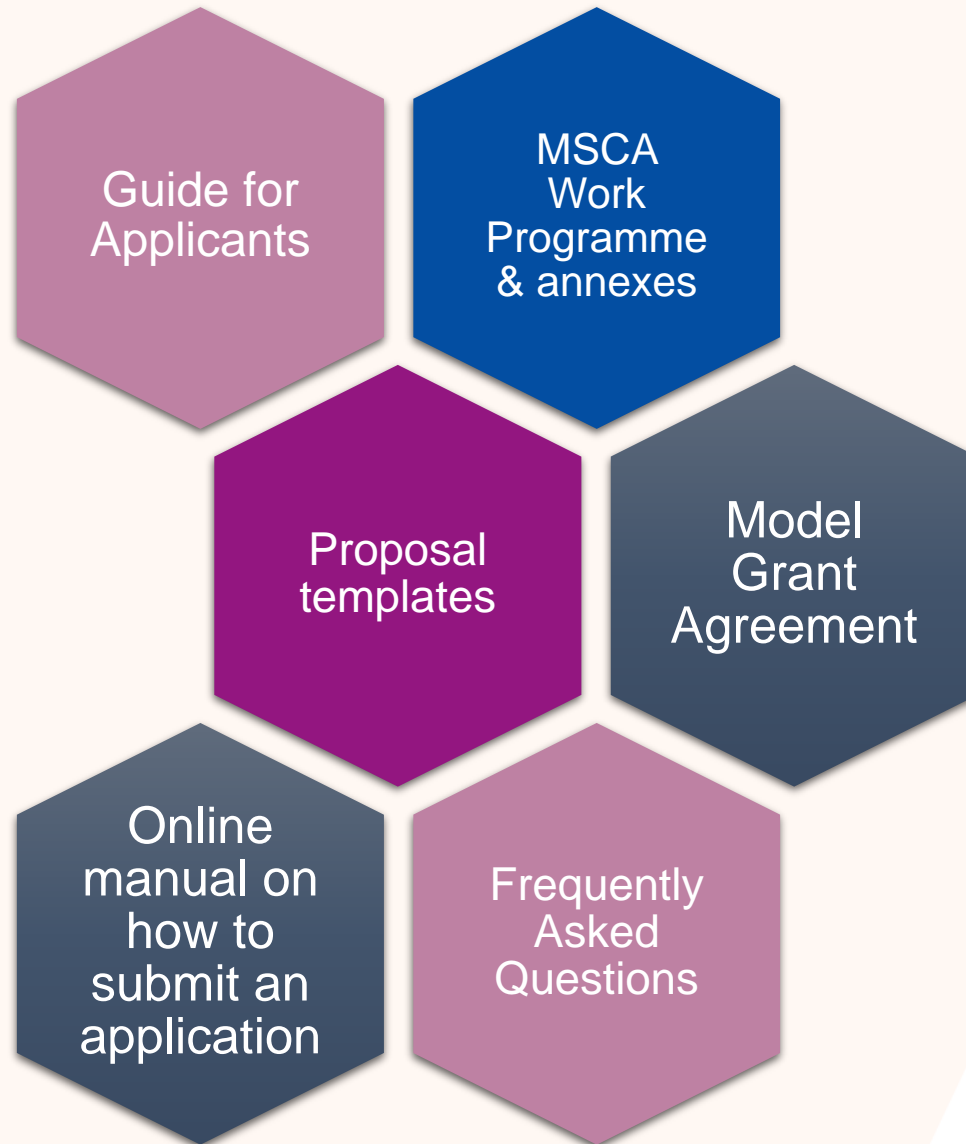 Guide for
Applicants
MSCA
Work
Programme
& annexes
Proposal
templates
Model
Grant
Agreement
Online
manual on
how to
submit an
application
Frequently
Asked
Questions